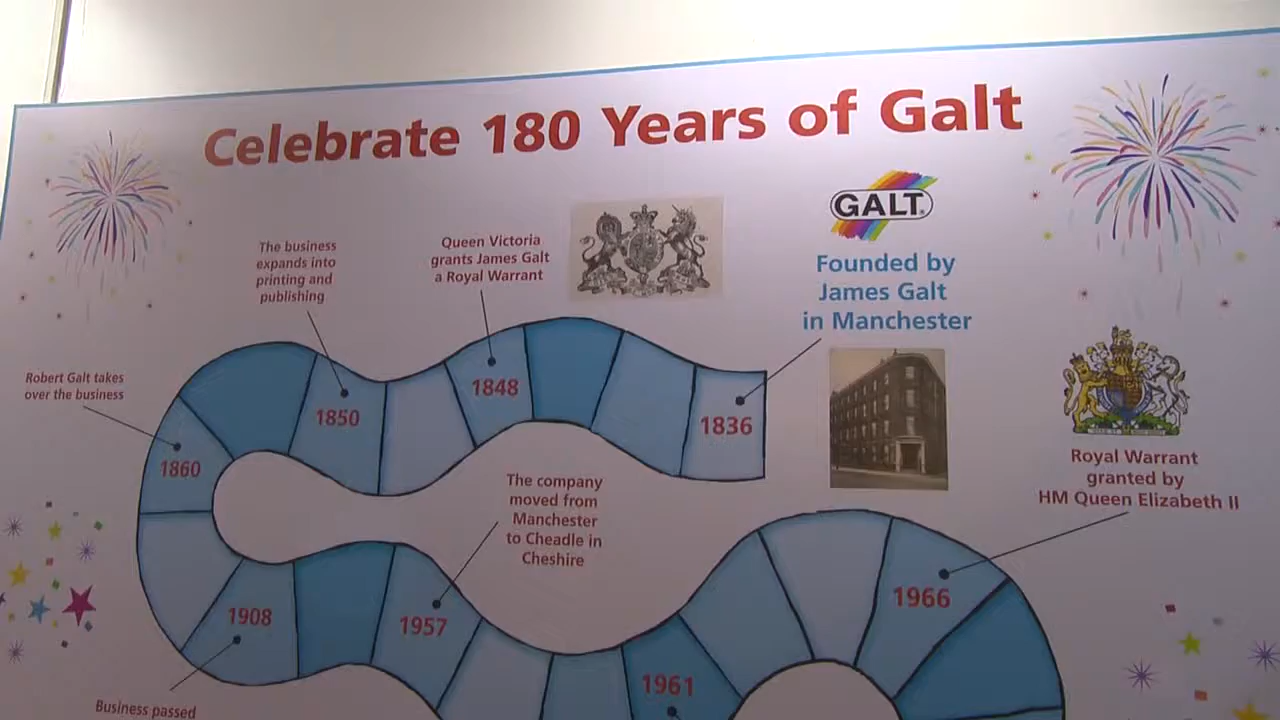 Celebrate 180 Years of Galt
GALT
Founded by
James Galt
in Manchester
1836
Queen Victoria
grants James Galt
a Royal Warrant
1848
The business
expands into
printing and
publishing
1850
Robert Galt takes
over the business
1860
1908
Business passed
The company
moved from
Manchester
to Cheadle in
Cheshire
1957
1961
Royal Warrant
granted by
HM Queen Elizabeth II
1966